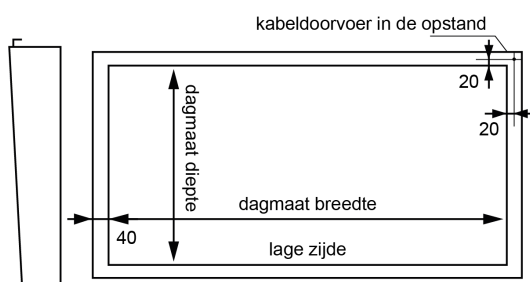 kabeldoorvoer in de opstand
20
20
dagmaat diepte
dagmaat breedte
40
lage zijde